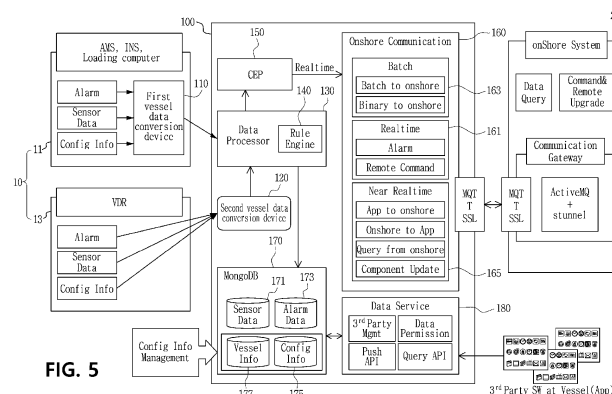 100
AMS, INS,
Loading computer
Alarm
Sensor
Data
Config Info
First
vessel
data
conversion
device
110
11
10
VDR
13
Alarm
Sensor
Data
Config Info
150
CEP
Realtime
140
130
Data
Processor
Rule
Engine
120
Second vessel data
conversion device
170
MongoDB
171
173
Sensor
Data
Alarm
Data
Vessel
Info
Config
Info
177
175
Config Info
Management
Onshore Communication
160
Batch
Batch to onshore
Binary to onshore
163
Realtime
161
Alarm
Remote Command
Near Realtime
App to onshore
Onshore to App
Query from onshore
Component Update
165
MQT
T
SSL
MQT
T
SSL
Data Service
180
3rd Party
Mgmt
Data
Permission
Push
API
Query API
onShore System
Data
Query
Command&
Remote
Upgrade
Communication
Gateway
ActiveMQ
+
stunnel
3rd Party SW at Vessel(App)
FIG. 5